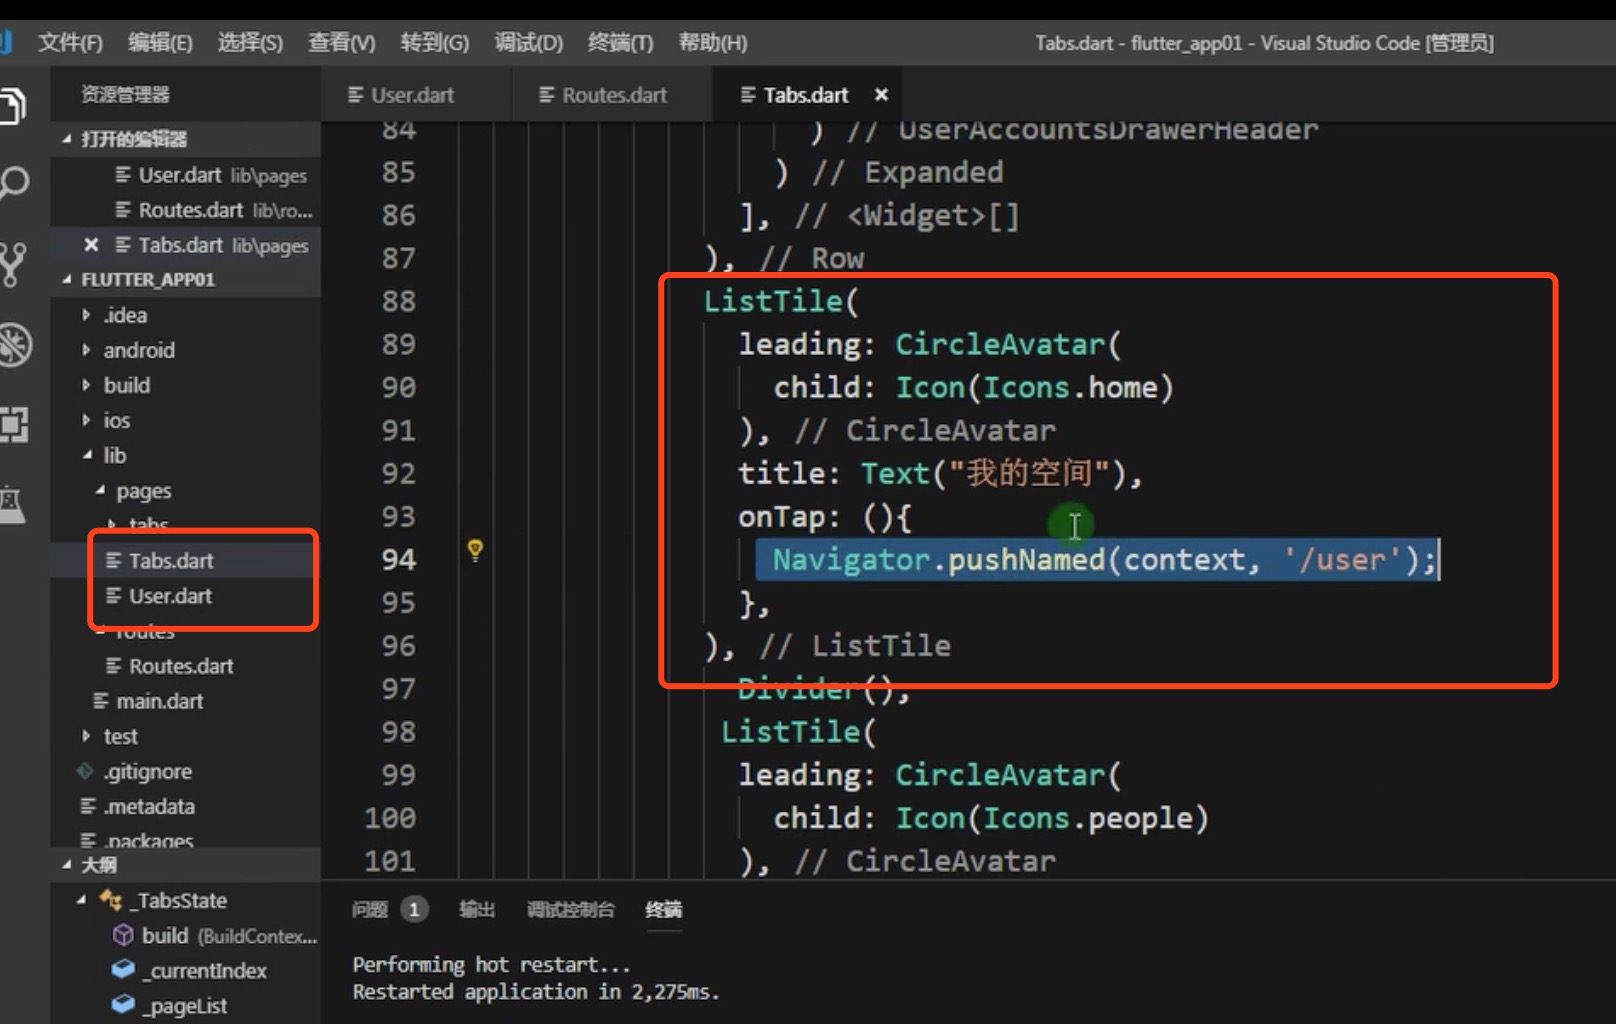 文件(F) 编辑(E) 选择(S) 查看(V) 转到(G) 调试(D) 终端(T) 帮助(H) Tabs.dart - flutter_app01 - Visual Studio Code [管理员]
资源管理器
打开的编辑器
User.dart lib\pages
Routes.dart lib\ro...
Tabs.dart lib\pages
FLUTTER_APP01
.idea
android
build
ios
lib
pages
tabs
Tabs.dart
User.dart
routes
Routes.dart
main.dart
test
.gitignore
.metadata
.packages
大纲
_TabsState
build (BuildContex...
_currentIndex
_pageList
User.dart Routes.dart Tabs.dart
84 ) // UserAccountsDrawerHeader
85 ) // Expanded
86 ], // <Widget>[]
87 ), // Row
88 ListTile(
89 leading: CircleAvatar(
90 child: Icon(Icons.home)
91 ), // CircleAvatar
92 title: Text("我的空间"),
93 onTap: (){
94 Navigator.pushNamed(context, '/user');
95 },
96 ), // ListTile
97 Divider(),
98 ListTile(
99 leading: CircleAvatar(
100 child: Icon(Icons.people)
101 ), // CircleAvatar
问题 1 输出 调试控制台 终端
Performing hot restart...
Restarted application in 2,275ms.